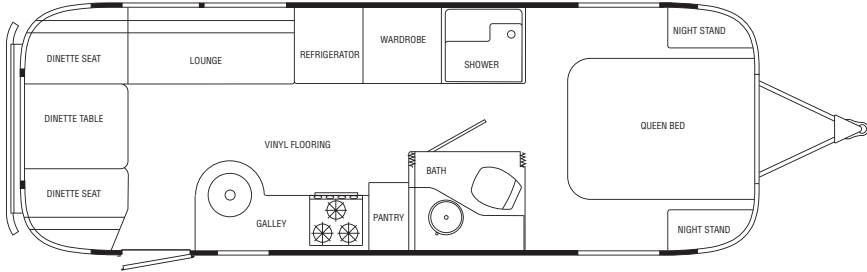 NIGHT STAND
WARDROBE
DINETTE SEAT
LOUNGE
REFRIGERATOR
SHOWER
DINETTE TABLE
QUEEN BED
VINYL FLOORING
BATH
DINETTE SEAT
GALLEY
PANTRY
NIGHT STAND